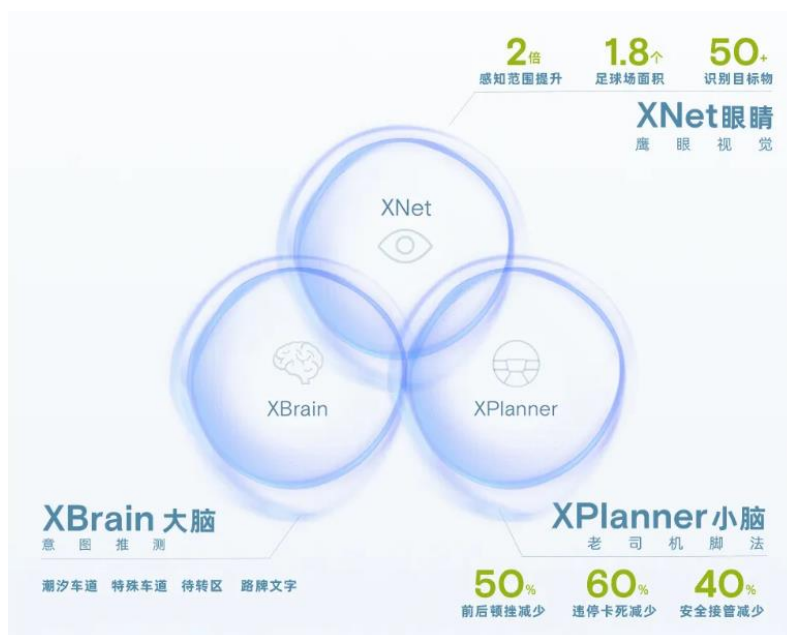 2倍 1.8个 50+
感知范围提升 足球场面积 识别目标物
XNet眼睛
鹰眼视觉
XNet
XBrain
XPlanner
XBrain 大脑
意图推测
潮汐车道 特殊车道 待转区 路牌文字
XPlanner小脑
老司机脚法
50% 60% 40%
前后顿挫减少 违停卡死减少 安全接管减少